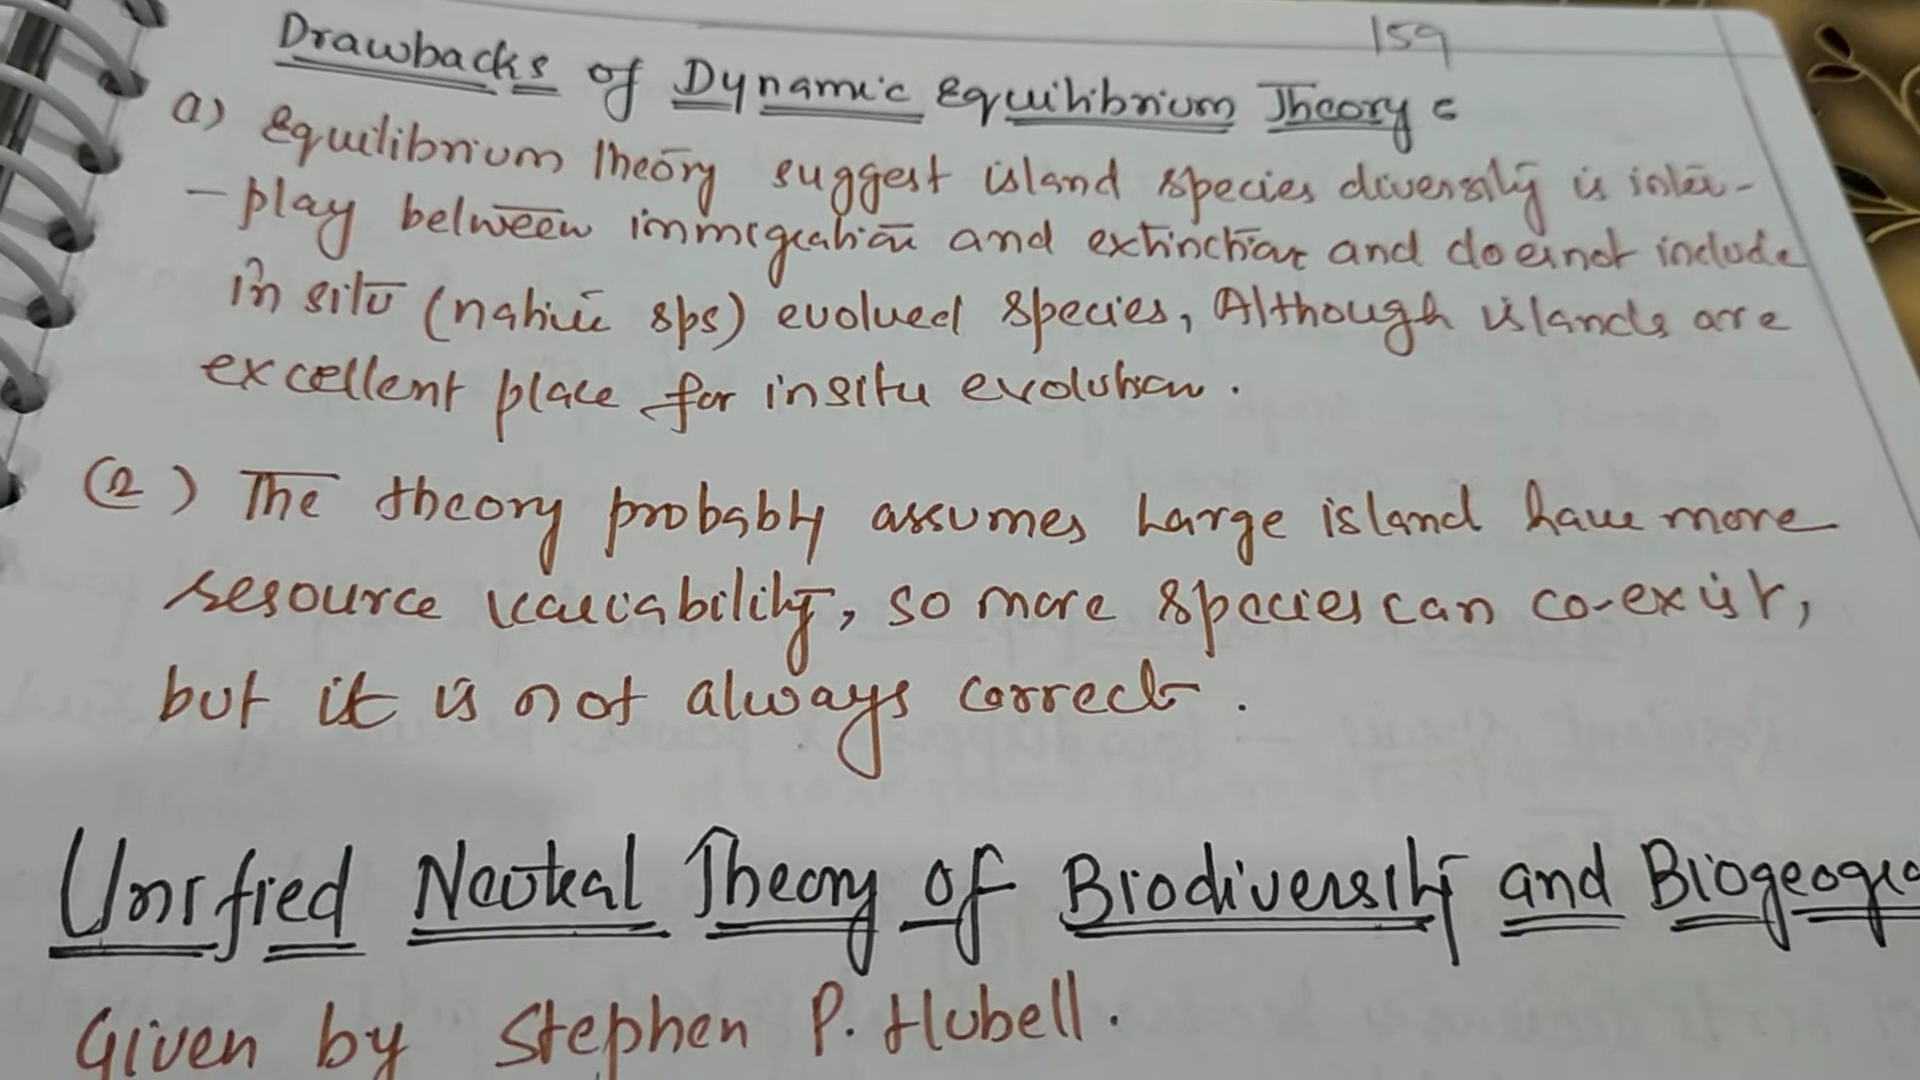 159
Drawbacks of Dynamic Equilibrium Theory :
a) Equilibrium Theory suggest island species diversity is inter-
-play between immigration and extinction and doesnot include
in situ (native sps) evolved species, Although islands are
excellent place for insitu evolution.
(2) The theory probably assumes Large island have more
resource variability, so more species can co-exist,
but it is not always correct.
Unified Neutral Theory of Biodiversity and Biogeogra
Given by Stephen P. Hubell.